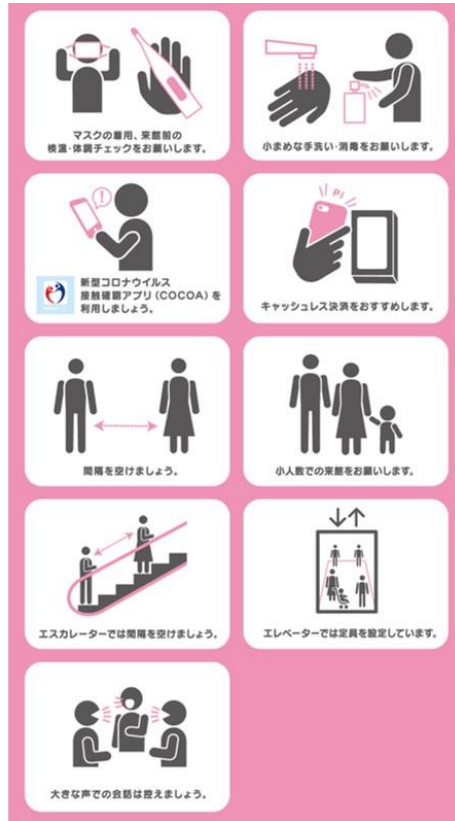 マスクの着用、来館前の
検温・体調チェックをお願いします。
小まめな手洗い・消毒をお願いします。
!
新型コロナウイルス
接触確認アプリ（COCOA）を
利用しましょう。
Pi
キャッシュレス決済をおすすめします。
間隔を空けましょう。
小人数での来館をお願いします。
エスカレーターでは間隔を空けましょう。
エレベーターでは定員を設定しています。
大きな声での会話は控えましょう。